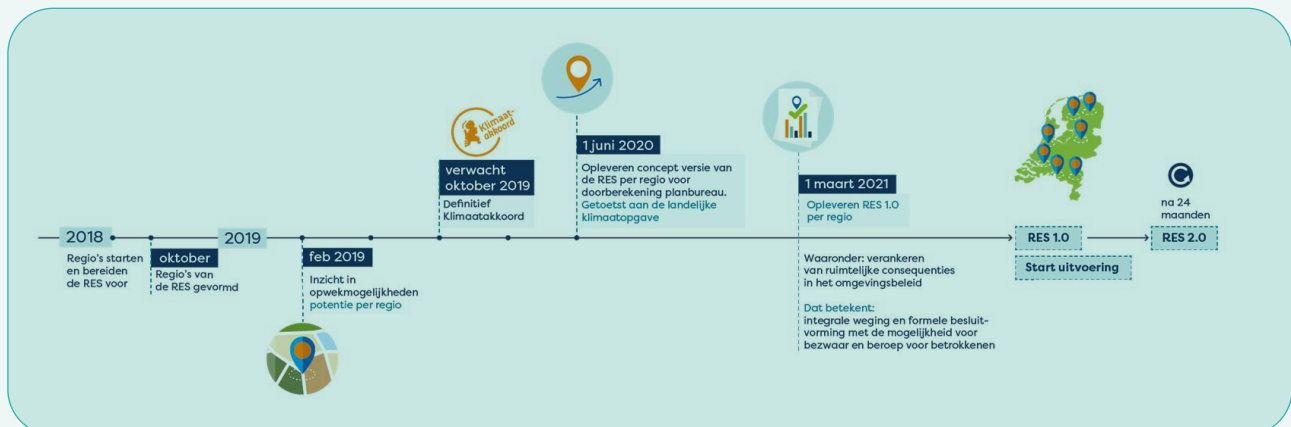 2018
Regio's starten
en bereiden
de RES voor
oktober
Regio's van
de RES gevormd
2019
feb 2019
Inzicht in
opwekmogelijkheden
potentie per regio
Klimaat-
akkoord
verwacht
oktober 2019
Definitief
Klimaatakkoord
1 juni 2020
Opleveren concept versie van
de RES per regio voor
doorberekening planbureau.
Getoetst aan de landelijke
klimaatopgave
1 maart 2021
Opleveren RES 1.0
per regio
Waaronder: verankeren
van ruimtelijke consequenties
in het omgevingsbeleid
Dat betekent:
integrale weging en formele besluit-
vorming met de mogelijkheid voor
bezwaar en beroep voor betrokkenen
RES 1.0
Start uitvoering
na 24
maanden
RES 2.0